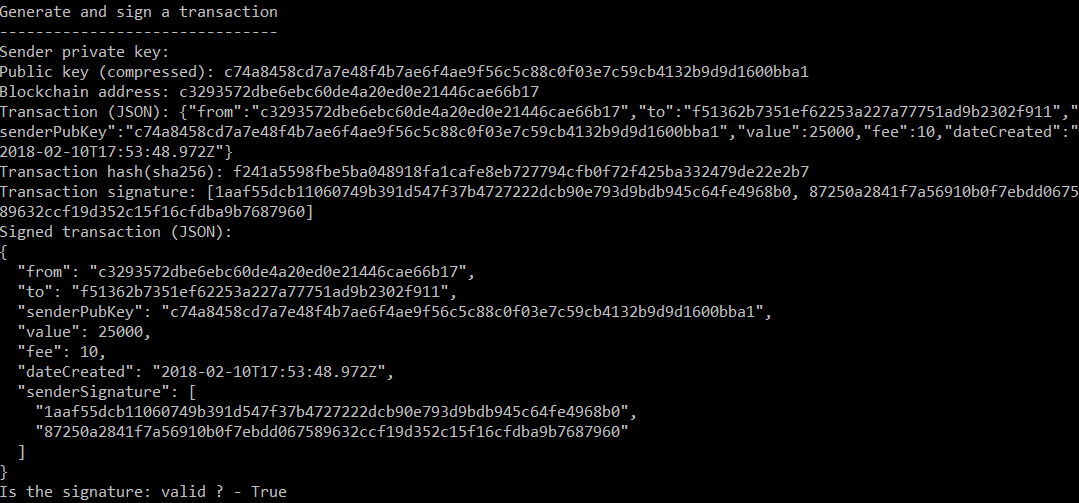 Generate and sign a transaction
-------------------------------
Sender private key:
Public key (compressed): c74a8458cd7a7e48f4b7ae6f4ae9f56c5c88c0f03e7c59cb4132b9d9d1600bba1
Blockchain address: c3293572dbe6ebc60de4a20ed0e21446cae66b17
Transaction (JSON): {"from":"c3293572dbe6ebc60de4a20ed0e21446cae66b17","to":"f51362b7351ef62253a227a77751ad9b2302f911","
senderPubKey":"c74a8458cd7a7e48f4b7ae6f4ae9f56c5c88c0f03e7c59cb4132b9d9d1600bba1","value":25000,"fee":10,"dateCreated":"
2018-02-10T17:53:48.972Z"}
Transaction hash(sha256): f241a5598fbe5ba048918fa1cafe8eb727794cfb0f72f425ba332479de22e2b7
Transaction signature: [1aaf55dcb11060749b391d547f37b4727222dcb90e793d9bdb945c64fe4968b0, 87250a2841f7a56910b0f7ebdd0675
89632ccf19d352c15f16cfdba9b7687960]
Signed transaction (JSON):
{
  "from": "c3293572dbe6ebc60de4a20ed0e21446cae66b17",
  "to": "f51362b7351ef62253a227a77751ad9b2302f911",
  "senderPubKey": "c74a8458cd7a7e48f4b7ae6f4ae9f56c5c88c0f03e7c59cb4132b9d9d1600bba1",
  "value": 25000,
  "fee": 10,
  "dateCreated": "2018-02-10T17:53:48.972Z",
  "senderSignature": [
    "1aaf55dcb11060749b391d547f37b4727222dcb90e793d9bdb945c64fe4968b0",
    "87250a2841f7a56910b0f7ebdd067589632ccf19d352c15f16cfdba9b7687960"
  ]
}
Is the signature: valid ? - True